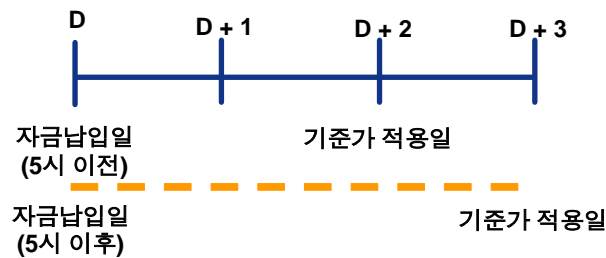 D
D + 1
D + 2
D + 3
자금납입일
(5시 이전)
기준가 적용일
자금납입일
(5시 이후)
기준가 적용일